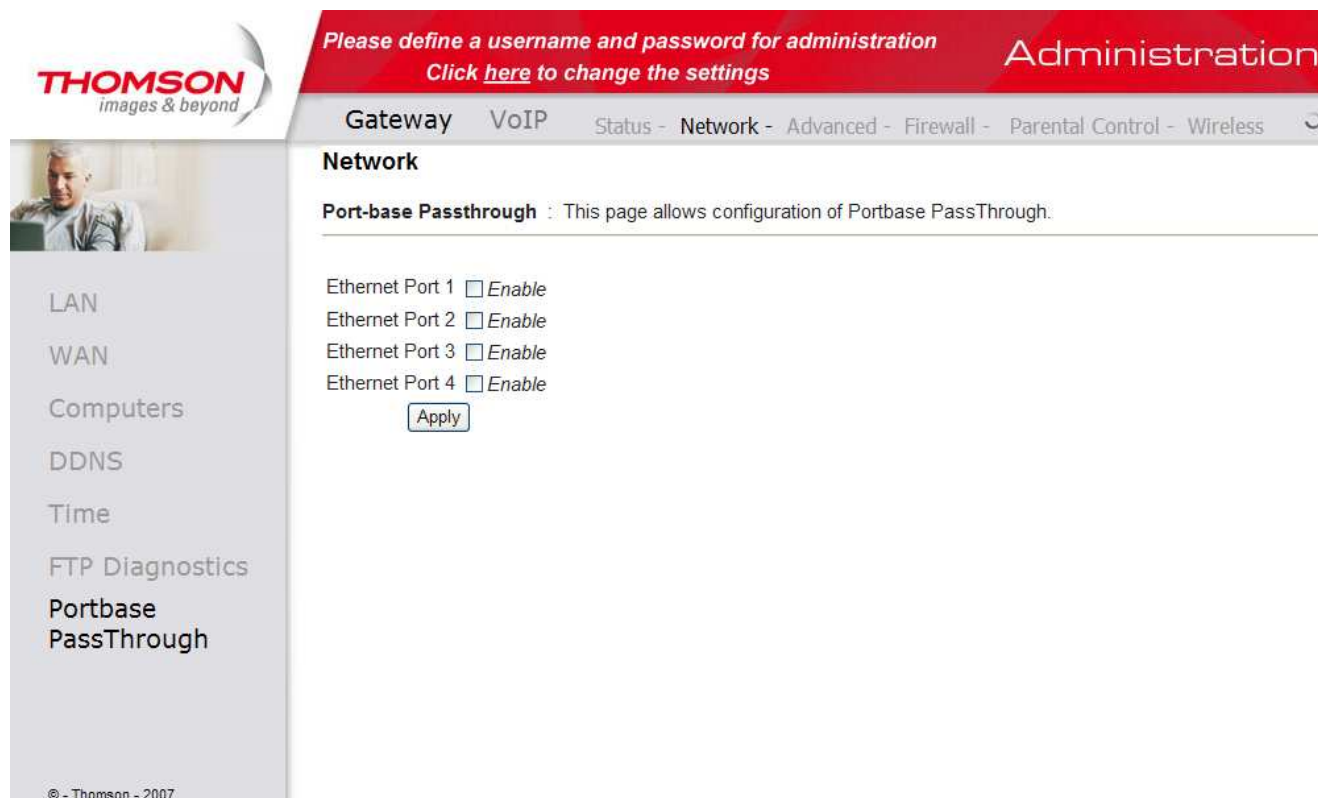 THOMSON
images & beyond
Please define a username and password for administration
Click here to change the settings
Administration
Gateway VoIP Status - Network - Advanced - Firewall - Parental Control - Wireless
Network
Port-base Passthrough : This page allows configuration of Portbase PassThrough.
Ethernet Port 1 Enable
Ethernet Port 2 Enable
Ethernet Port 3 Enable
Ethernet Port 4 Enable
Apply
LAN
WAN
Computers
DDNS
Time
FTP Diagnostics
Portbase
PassThrough
© - Thomson - 2007